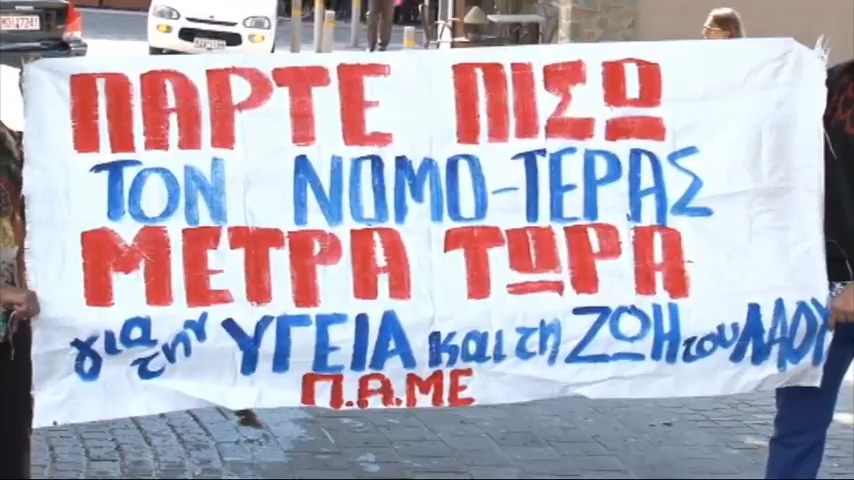 ΠΑΡΤΕ ΠΙΣΩ
ΤΟΝ ΝΟΜΟ-ΤΕΡΑΣ
ΜΕΤΡΑ ΤΩΡΑ
για την ΥΓΕΙΑ και τη ΖΩΗ του ΛΑΟΥ
Π.Α.ΜΕ